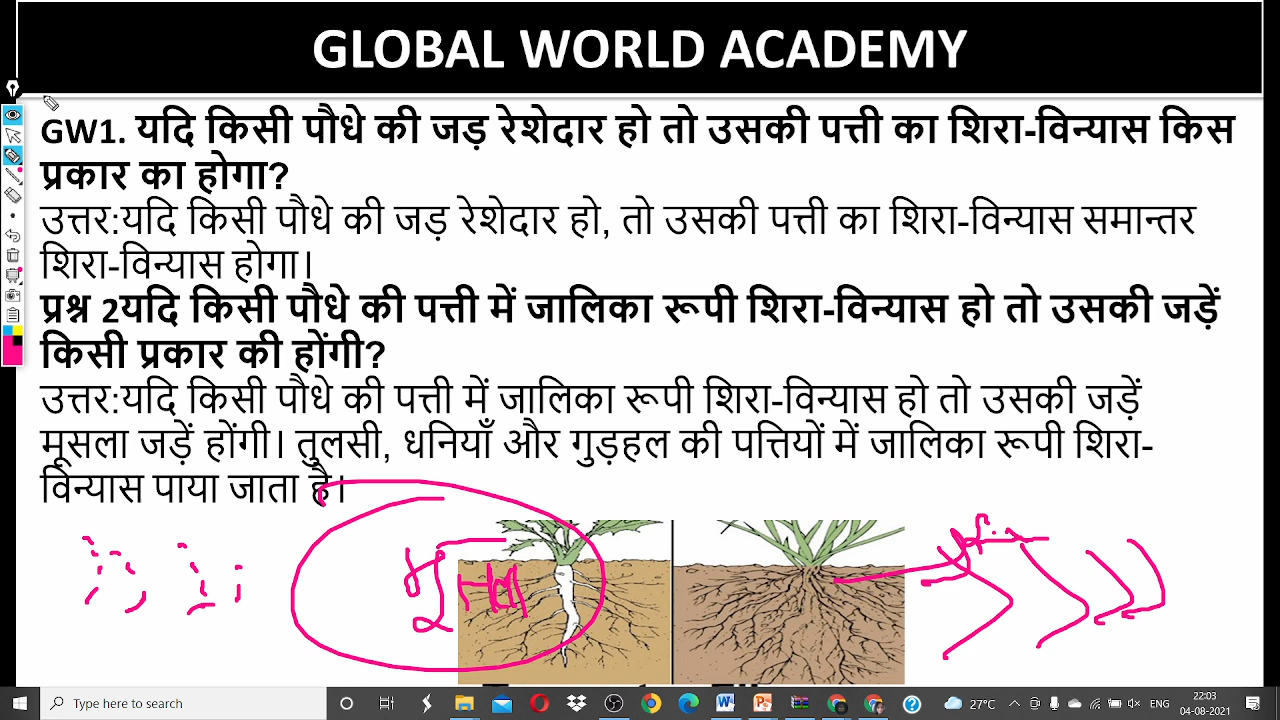 GLOBAL WORLD ACADEMY
GW1. यदि किसी पौधे की जड़ रेशेदार हो तो उसकी पत्ती का शिरा-विन्यास किस
प्रकार का होगा?
उत्तर:यदि किसी पौधे की जड़ रेशेदार हो, तो उसकी पत्ती का शिरा-विन्यास समान्तर
शिरा-विन्यास होगा।
प्रश्न 2यदि किसी पौधे की पत्ती में जालिका रूपी शिरा-विन्यास हो तो उसकी जड़ें
किसी प्रकार की होंगी?
उत्तर:यदि किसी पौधे की पत्ती में जालिका रूपी शिरा-विन्यास हो तो उसकी जड़ें
मूसला जड़ें होंगी। तुलसी, धनियाँ और गुड़हल की पत्तियों में जालिका रूपी शिरा-
विन्यास पाया जाता है।
Type here to search
27°C
ENG
22:03
04-08-2021